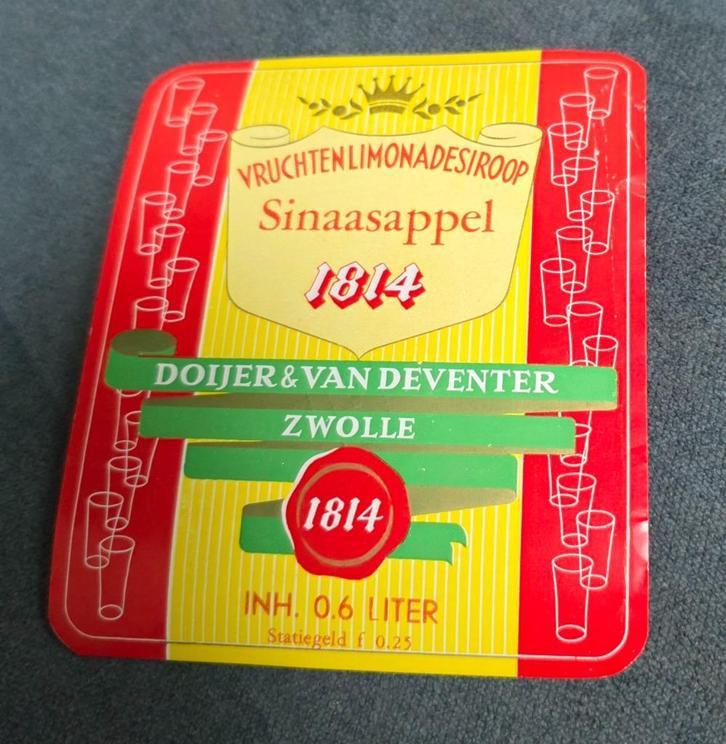 VRUCHTENLIMONADESIROOP
Sinaasappel
1814
DOIJER & VAN DEVENTER
ZWOLLE
1814
INH. 0.6 LITER
Statiegeld f 0.25